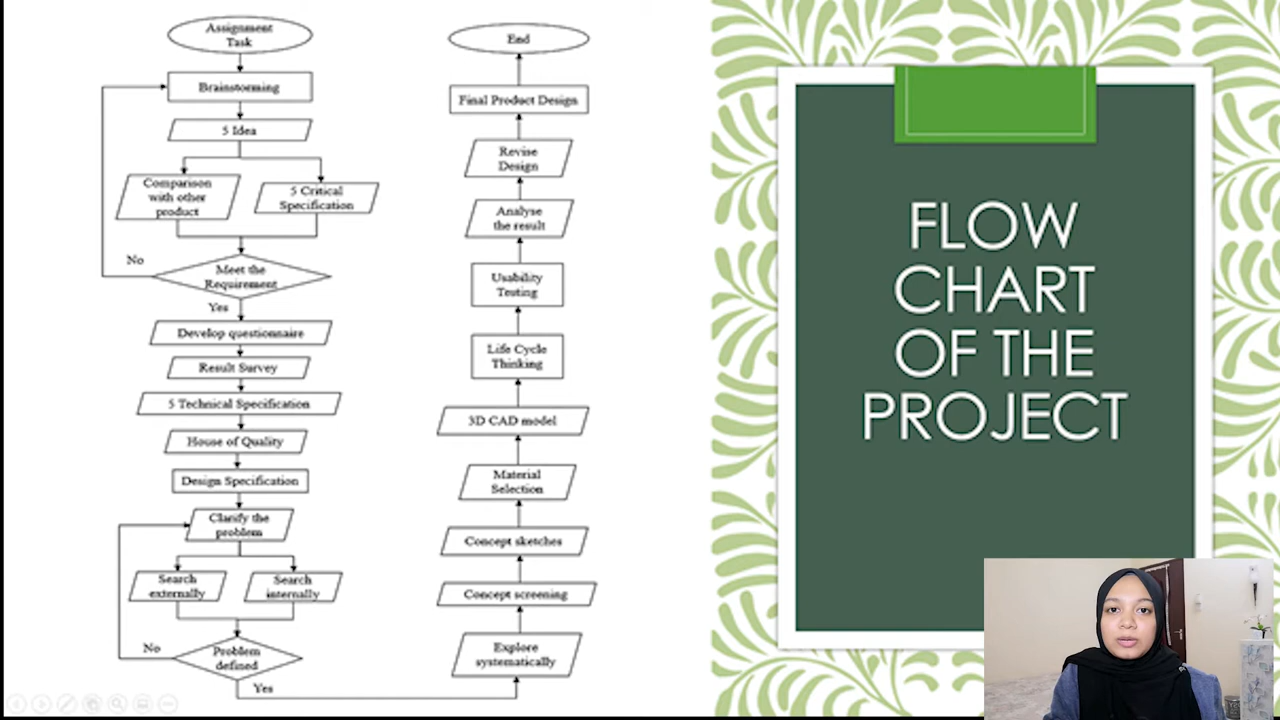 Assignment
Task
Brainstorming
5 Idea
Comparison
with other
product
5 Critical
Specification
No
Meet the
Requirement
Yes
Develop questionnaire
Result Survey
5 Technical Specification
House of Quality
Design Specification
Clarify the
problem
Search
externally
Search
internally
No
Problem
defined
Yes
End
Final Product Design
Revise
Design
Analyse
the result
Usability
Testing
Life Cycle
Thinking
3D CAD model
Material
Selection
Concept sketches
Concept screening
Explore
systematically
FLOW
CHART
OF THE
PROJECT